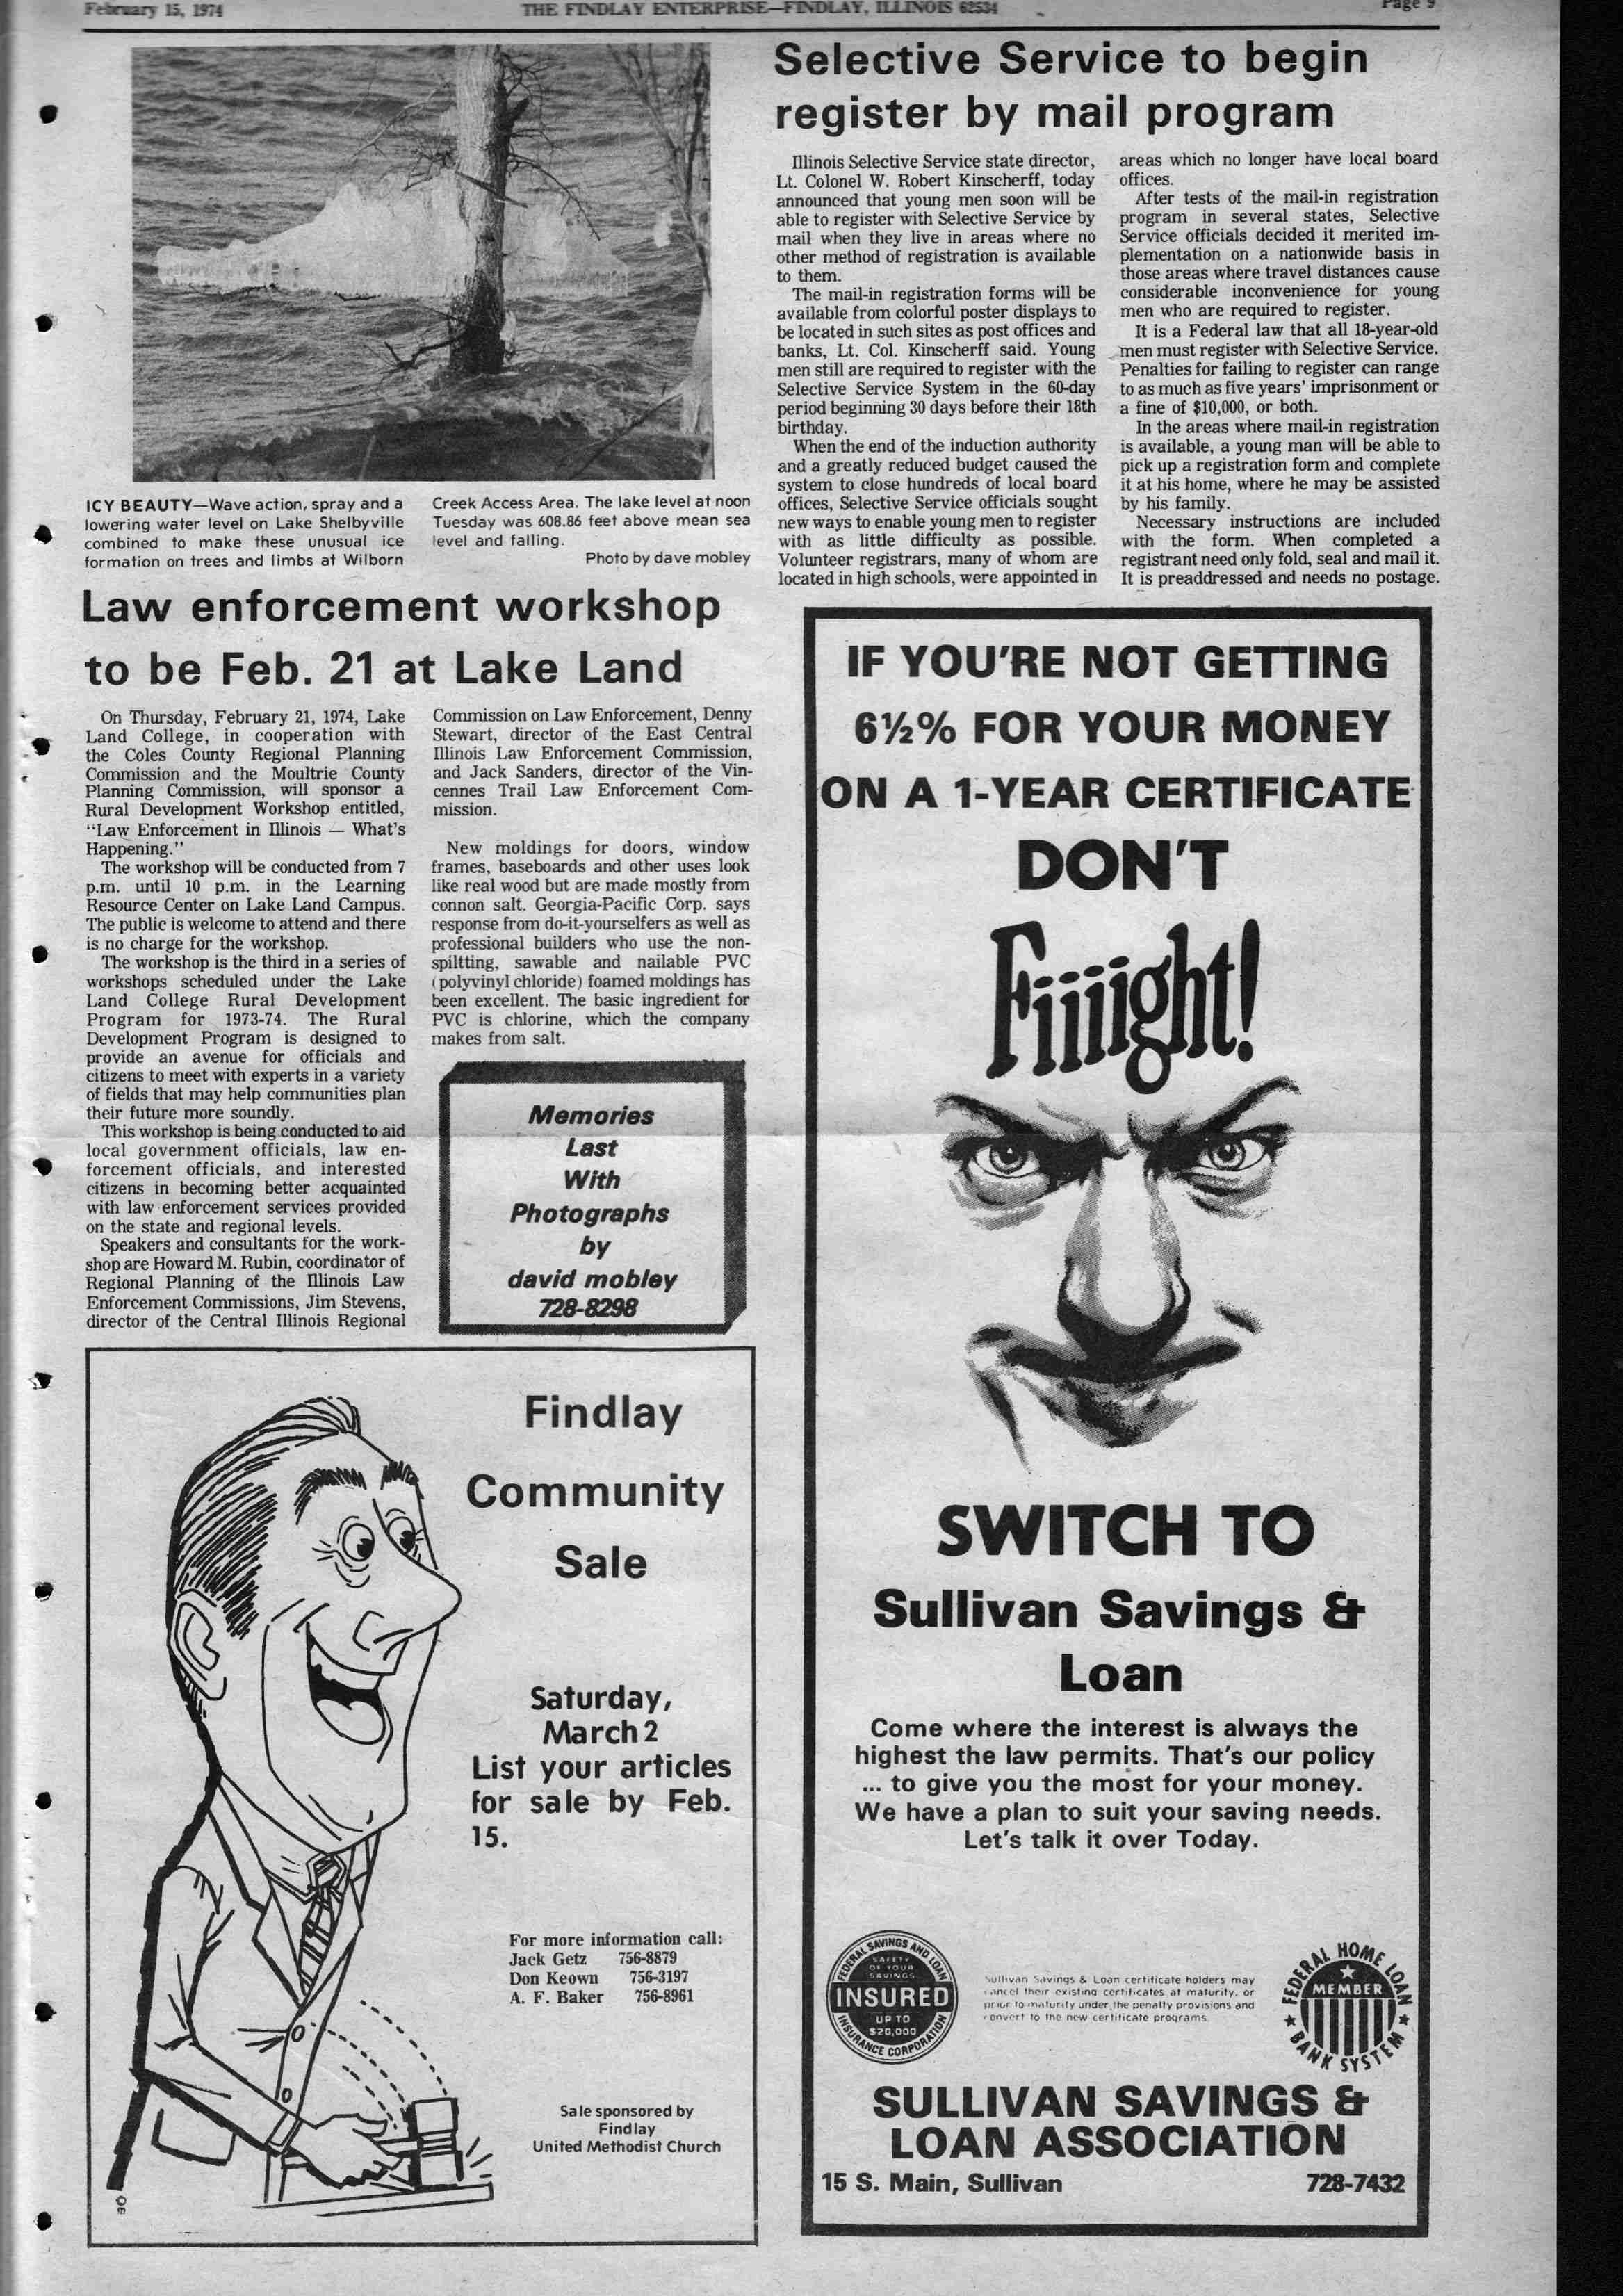 February 15, 1974
THE FINDLAY ENTERPRISE—FINDLAY, ILLINOIS 62534
Page 9
ICY BEAUTY—Wave action, spray and a
lowering water level on Lake Shelbyville
combined to make these unusual ice
formation on trees and limbs at Wilborn
Creek Access Area. The lake level at noon
Tuesday was 608.86 feet above mean sea
level and falling.
Photo by dave mobley
Selective Service to begin
register by mail program
Illinois Selective Service state director,
Lt. Colonel W. Robert Kinscherff, today
announced that young men soon will be
able to register with Selective Service by
mail when they live in areas where no
other method of registration is available
to them.
The mail-in registration forms will be
available from colorful poster displays to
be located in such sites as post offices and
banks, Lt. Col. Kinscherff said. Young
men still are required to register with the
Selective Service System in the 60-day
period beginning 30 days before their 18th
birthday.
When the end of the induction authority
and a greatly reduced budget caused the
system to close hundreds of local board
offices, Selective Service officials sought
new ways to enable young men to register
with as little difficulty as possible.
Volunteer registrars, many of whom are
located in high schools, were appointed in
areas which no longer have local board
offices.
After tests of the mail-in registration
program in several states, Selective
Service officials decided it merited im-
plementation on a nationwide basis in
those areas where travel distances cause
considerable inconvenience for young
men who are required to register.
It is a Federal law that all 18-year-old
men must register with Selective Service.
Penalties for failing to register can range
to as much as five years' imprisonment or
a fine of $10,000, or both.
In the areas where mail-in registration
is available, a young man will be able to
pick up a registration form and complete
it at his home, where he may be assisted
by his family.
Necessary instructions are included
with the form. When completed a
registrant need only fold, seal and mail it.
It is preaddressed and needs no postage.
Law enforcement workshop
to be Feb. 21 at Lake Land
On Thursday, February 21, 1974, Lake
Land College, in cooperation with
the Coles County Regional Planning
Commission and the Moultrie County
Planning Commission, will sponsor a
Rural Development Workshop entitled,
"Law Enforcement in Illinois — What's
Happening."
The workshop will be conducted from 7
p.m. until 10 p.m. in the Learning
Resource Center on Lake Land Campus.
The public is welcome to attend and there
is no charge for the workshop.
The workshop is the third in a series of
workshops scheduled under the Lake
Land College Rural Development
Program for 1973-74. The Rural
Development Program is designed to
provide an avenue for officials and
citizens to meet with experts in a variety
of fields that may help communities plan
their future more soundly.
This workshop is being conducted to aid
local government officials, law en-
forcement officials, and interested
citizens in becoming better acquainted
with law enforcement services provided
on the state and regional levels.
Speakers and consultants for the work-
shop are Howard M. Rubin, coordinator of
Regional Planning of the Illinois Law
Enforcement Commissions, Jim Stevens,
director of the Central Illinois Regional
Commission on Law Enforcement, Denny
Stewart, director of the East Central
Illinois Law Enforcement Commission,
and Jack Sanders, director of the Vin-
cennes Trail Law Enforcement Com-
mission.
New moldings for doors, window
frames, baseboards and other uses look
like real wood but are made mostly from
connon salt. Georgia-Pacific Corp. says
response from do-it-yourselfers as well as
professional builders who use the non-
spiltting, sawable and nailable PVC
(polyvinyl chloride) foamed moldings has
been excellent. The basic ingredient for
PVC is chlorine, which the company
makes from salt.
Memories
Last
With
Photographs
by
david mobley
728-8298
Findlay
Community
Sale
Saturday,
March 2
List your articles
for sale by Feb.
15.
For more information call:
Jack Getz 756-8879
Don Keown 756-3197
A. F. Baker 756-8961
Sale sponsored by
Findlay
United Methodist Church
IF YOU'RE NOT GETTING
6½% FOR YOUR MONEY
ON A 1-YEAR CERTIFICATE
DON'T
Fiiiight!
SWITCH TO
Sullivan Savings &
Loan
Come where the interest is always the
highest the law permits. That's our policy
... to give you the most for your money.
We have a plan to suit your saving needs.
Let's talk it over Today.
FEDERAL SAVINGS AND LOAN
SAFETY
OF YOUR
SAVINGS
INSURED
UP TO
$20,000
INSURANCE CORPORATION
Sullivan Savings & Loan certificate holders may
cancel their existing certificates at maturity, or
prior to maturity under the penalty provisions and
convert to the new certificate programs.
FEDERAL HOME LOAN
MEMBER
BANK SYSTEM
SULLIVAN SAVINGS &
LOAN ASSOCIATION
15 S. Main, Sullivan 728-7432